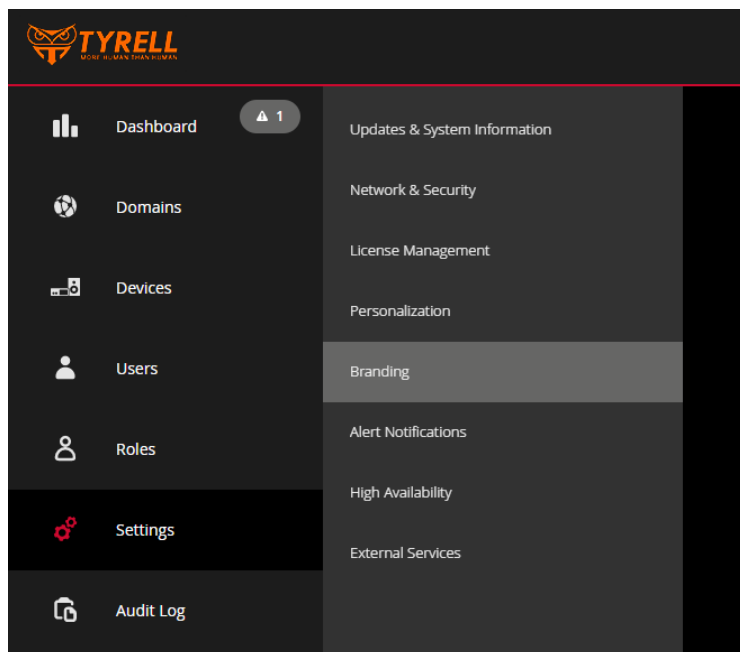 TYRELL
MORE HUMAN THAN HUMAN
Dashboard
1
Domains
Devices
Users
Roles
Settings
Audit Log
Updates & System Information
Network & Security
License Management
Personalization
Branding
Alert Notifications
High Availability
External Services